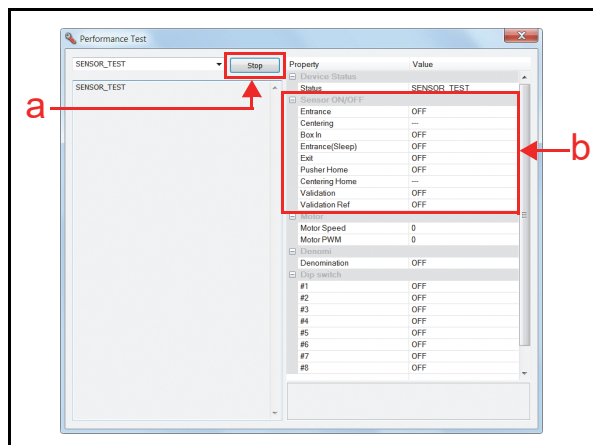 Performance Test
SENSOR_TEST
Stop
SENSOR_TEST
a
Property Value
Device Status
Status SENSOR_TEST
Sensor ON/OFF
Entrance OFF
Centering ---
Box In OFF
Entrance(Sleep) OFF
Exit OFF
Pusher Home OFF
Centering Home ---
Validation OFF
Validation Ref OFF
b
Motor
Motor Speed 0
Motor PWM 0
Denomi
Denomination OFF
Dip switch
#1 OFF
#2 OFF
#3 OFF
#4 OFF
#5 OFF
#6 OFF
#7 OFF
#8 OFF